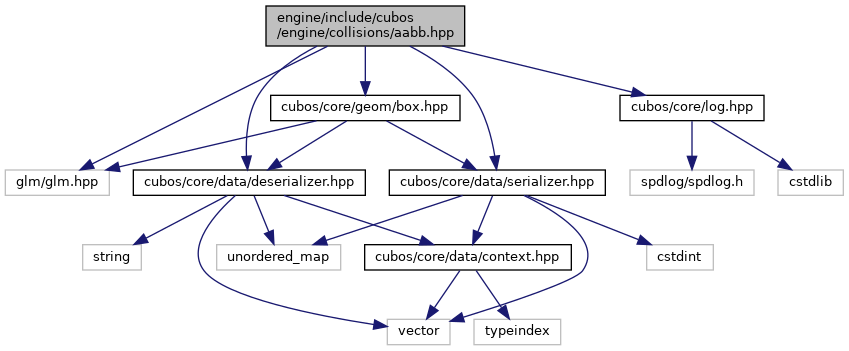 engine/include/cubos
/engine/collisions/aabb.hpp
cubos/core/geom/box.hpp
cubos/core/log.hpp
glm/glm.hpp
cubos/core/data/deserializer.hpp
cubos/core/data/serializer.hpp
spdlog/spdlog.h
cstdlib
string
unordered_map
cubos/core/data/context.hpp
cstdint
vector
typeindex